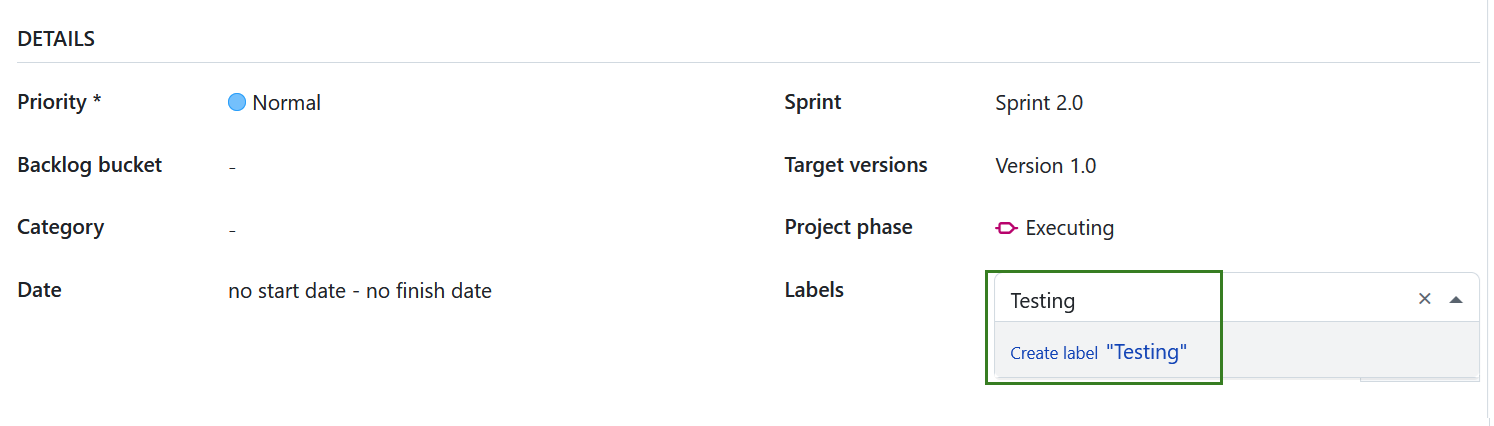 DETAILS
Priority * Normal
Sprint Sprint 2.0
Backlog bucket -
Target versions Version 1.0
Category -
Project phase Executing
Date no start date - no finish date
Labels Testing
Create label "Testing"